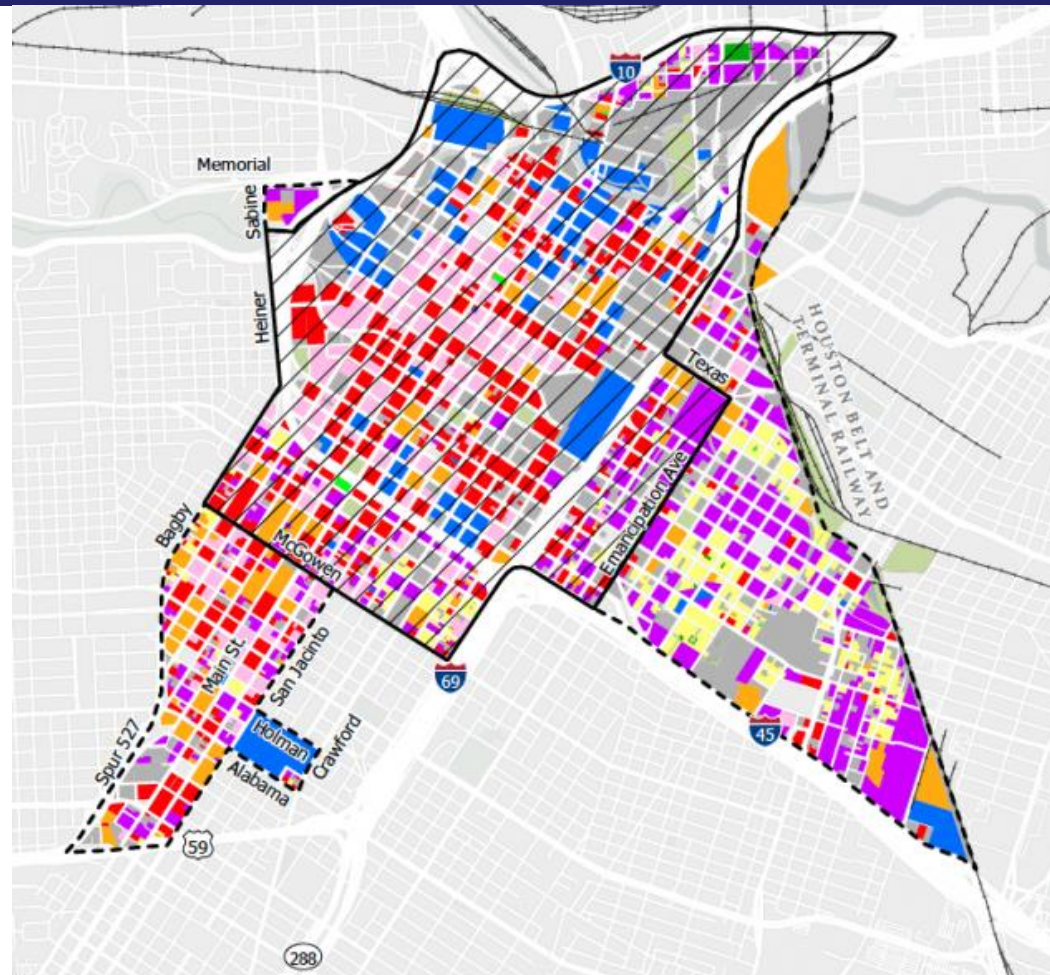 10
Memorial
Sabine
Heiner
HOUSTON BELT AND
TERMINAL RAILWAY
Texas
Emancipation Ave
Bagby
McGowen
Main St.
San Jacinto
69
Spur 527
Holman
Crawford
Alabama
45
59
288